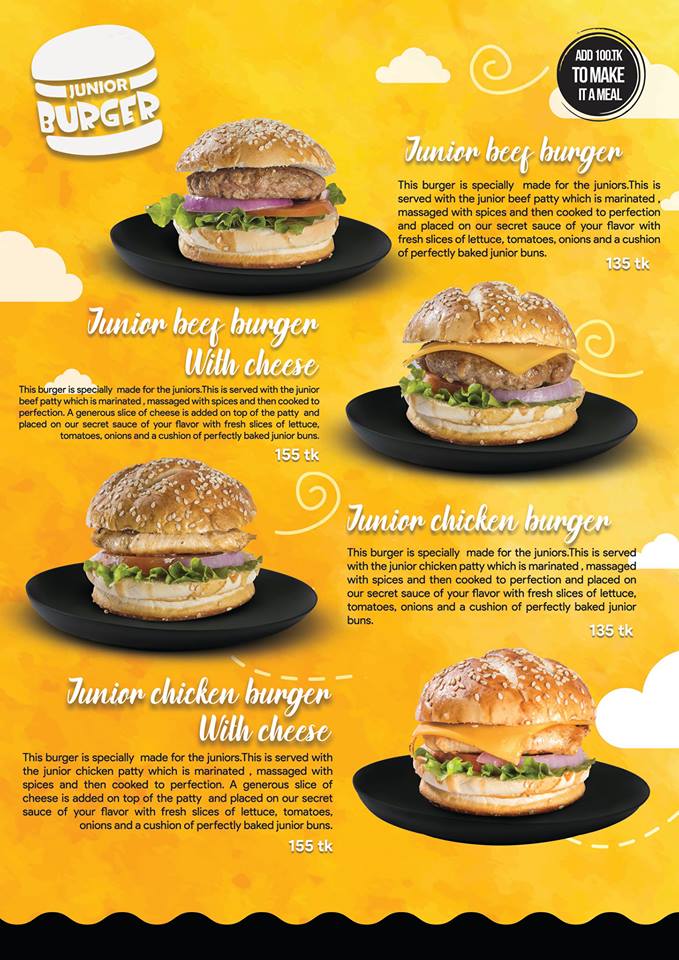 JUNIOR
BURGER
ADD 100.TK
TO MAKE
IT A MEAL
Junior beef burger
This burger is specially made for the juniors.This is
served with the junior beef patty which is marinated ,
massaged with spices and then cooked to perfection
and placed on our secret sauce of your flavor with
fresh slices of lettuce, tomatoes, onions and a cushion
of perfectly baked junior buns.
135 tk
Junior beef burger
With cheese
This burger is specially made for the juniors.This is served with the junior
beef patty which is marinated , massaged with spices and then cooked to
perfection. A generous slice of cheese is added on top of the patty and
placed on our secret sauce of your flavor with fresh slices of lettuce,
tomatoes, onions and a cushion of perfectly baked junior buns.
155 tk
Junior chicken burger
This burger is specially made for the juniors.This is served
with the junior chicken patty which is marinated , massaged
with spices and then cooked to perfection and placed on
our secret sauce of your flavor with fresh slices of lettuce,
tomatoes, onions and a cushion of perfectly baked junior
buns.
135 tk
Junior chicken burger
With cheese
This burger is specially made for the juniors.This is served with
the junior chicken patty which is marinated , massaged with
spices and then cooked to perfection. A generous slice of
cheese is added on top of the patty and placed on our secret
sauce of your flavor with fresh slices of lettuce, tomatoes,
onions and a cushion of perfectly baked junior buns.
155 tk